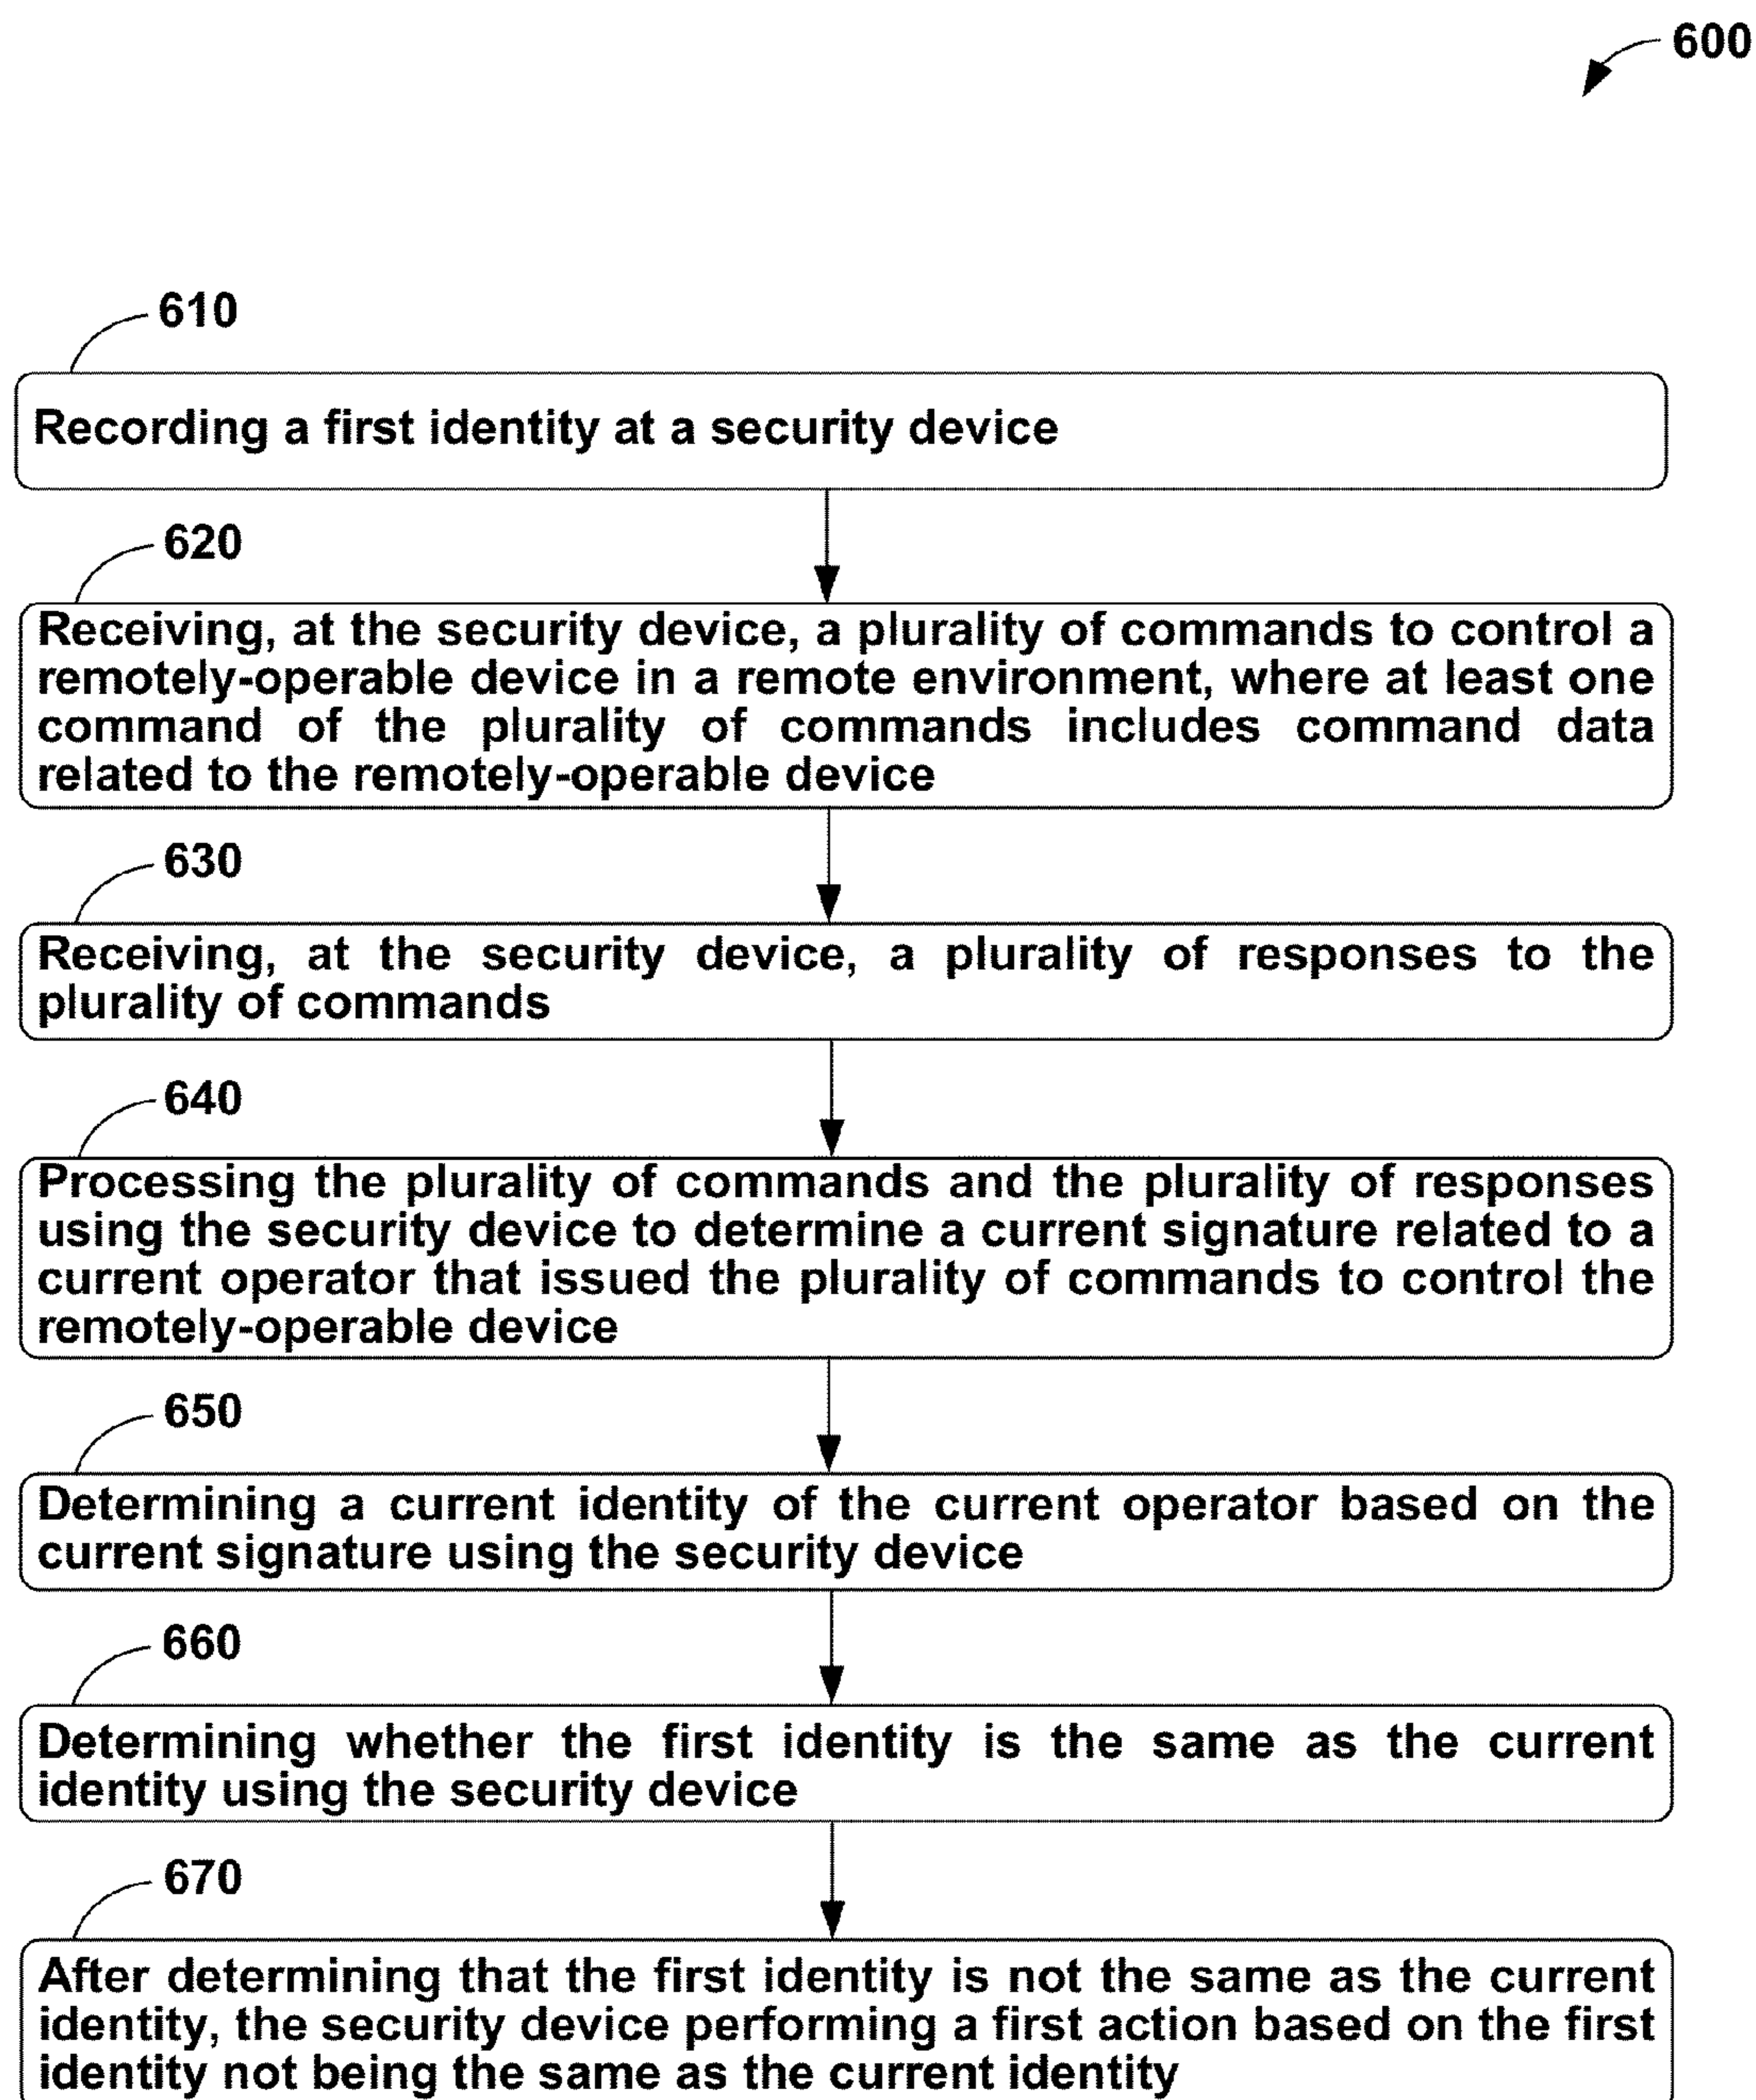 600
610
Recording a first identity at a security device
620
Receiving, at the security device, a plurality of commands to control a
remotely-operable device in a remote environment, where at least one
command of the plurality of commands includes command data
related to the remotely-operable device
630
Receiving, at the security device, a plurality of responses to the
plurality of commands
640
Processing the plurality of commands and the plurality of responses
using the security device to determine a current signature related to a
current operator that issued the plurality of commands to control the
remotely-operable device
650
Determining a current identity of the current operator based on the
current signature using the security device
660
Determining whether the first identity is the same as the current
identity using the security device
670
After determining that the first identity is not the same as the current
identity, the security device performing a first action based on the first
identity not being the same as the current identity